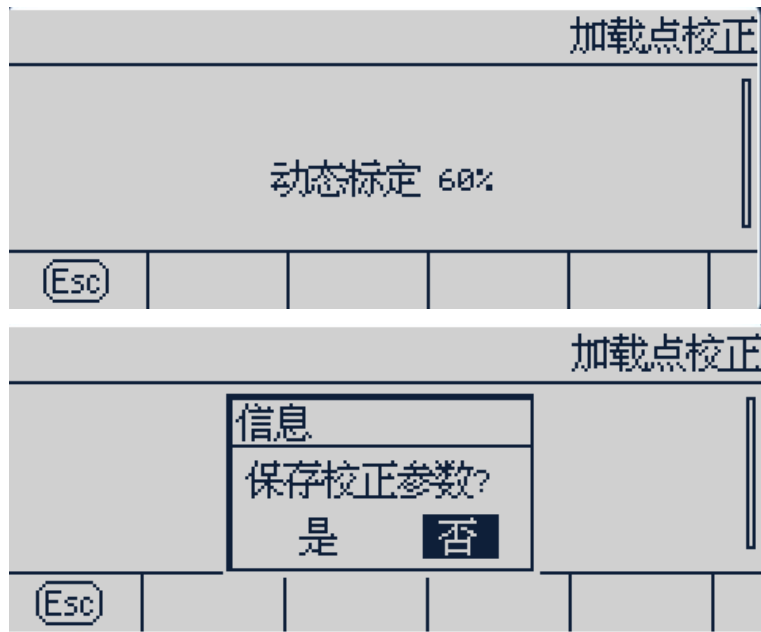 加载点校正
动态标定 60%
Esc
加载点校正
信息
保存校正参数?
是 否
Esc